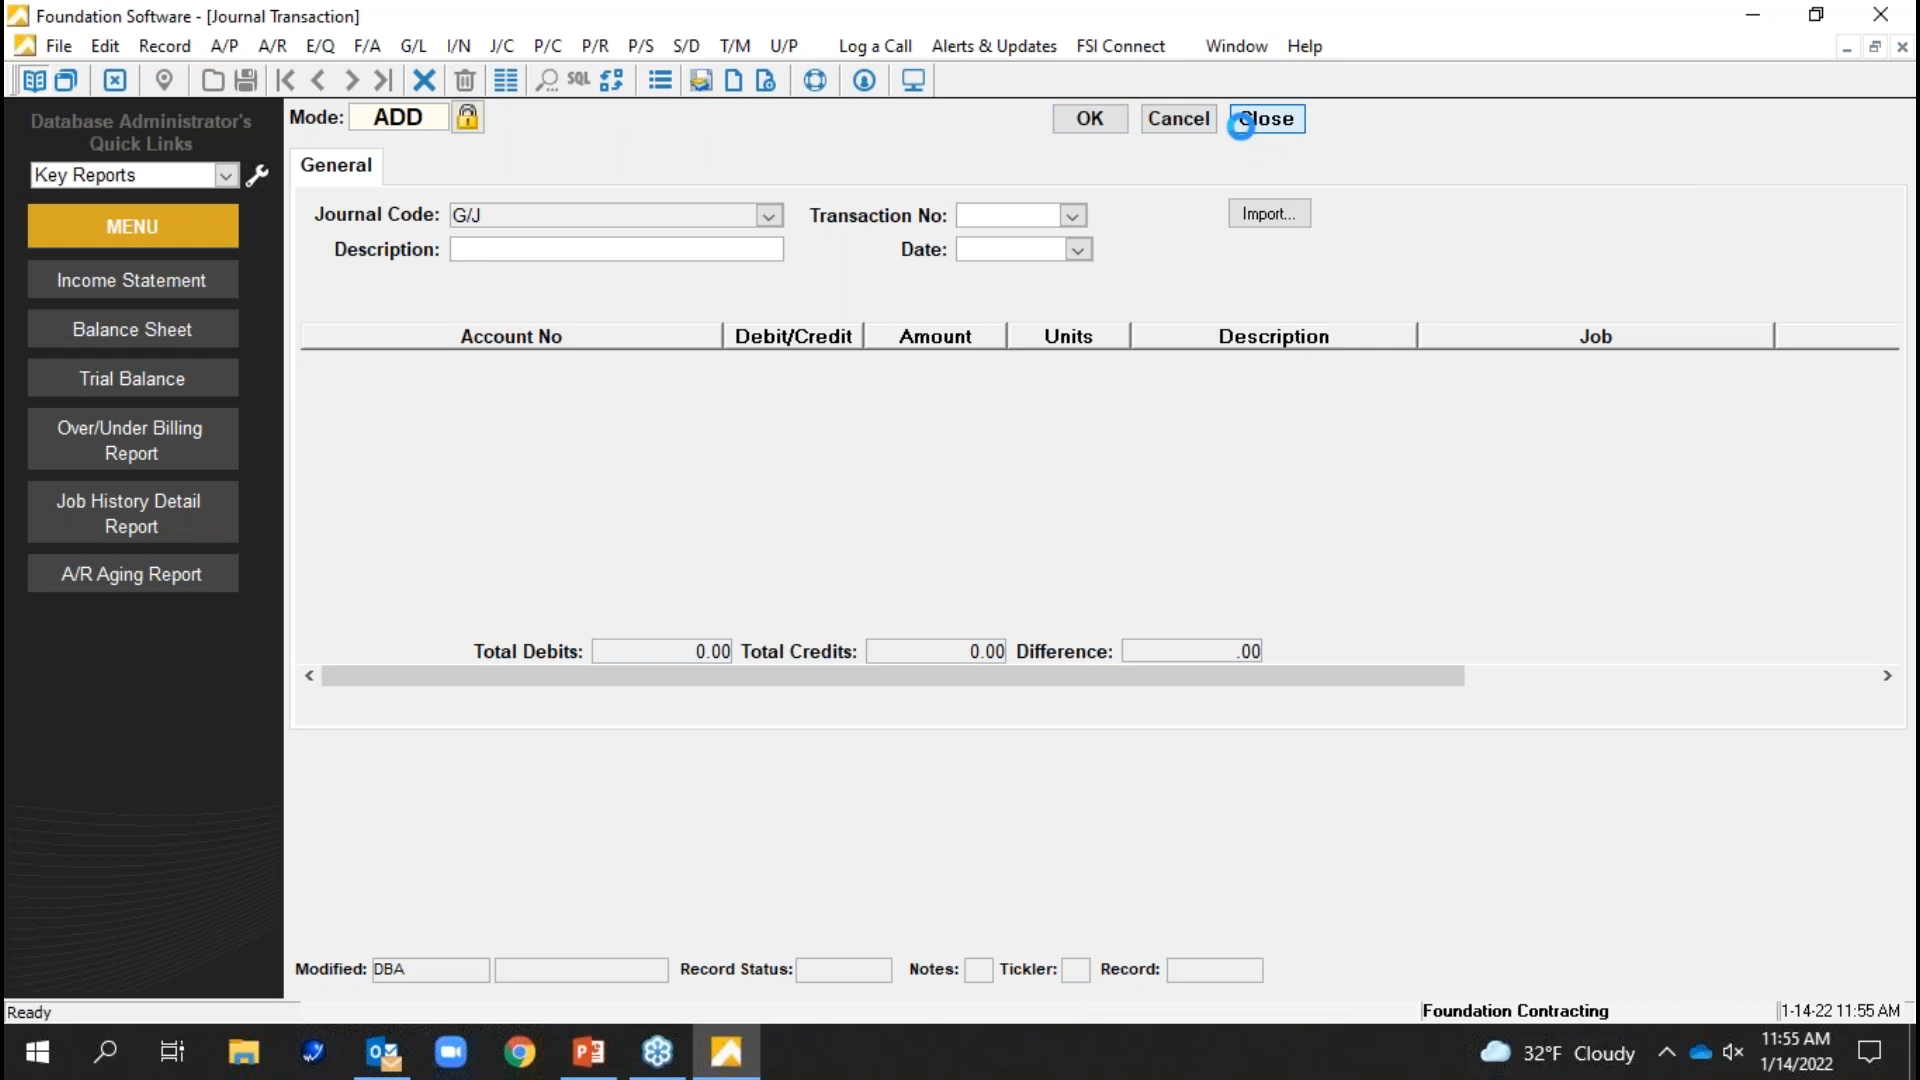 Foundation Software - [Journal Transaction]
File Edit Record A/P A/R E/Q F/A G/L I/N J/C P/C P/R P/S S/D T/M U/P Log a Call Alerts & Updates FSI Connect Window Help
SQL
Database Administrator's
Quick Links
Key Reports
MENU
Income Statement
Balance Sheet
Trial Balance
Over/Under Billing
Report
Job History Detail
Report
A/R Aging Report
Mode: ADD OK Cancel Close
General
Journal Code: G/J Transaction No: Import...
Description: Date:
Account No Debit/Credit Amount Units Description Job
Total Debits: 0.00 Total Credits: 0.00 Difference: .00
Modified: DBA Record Status: Notes: Tickler: Record:
Ready Foundation Contracting 1-14-22 11:55 AM
32°F Cloudy 11:55 AM
1/14/2022